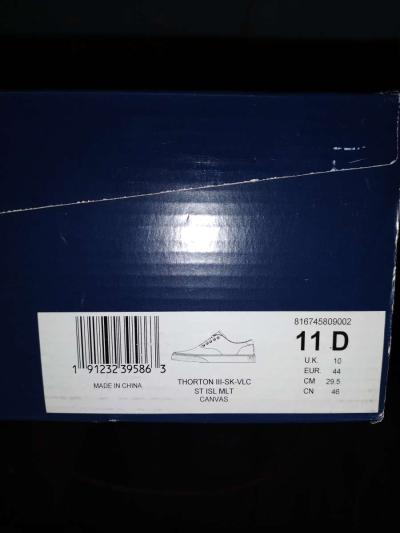 816745809002
11 D
U.K. 10
EUR. 44
CM 29.5
CN 46
1 91232 39586 3
MADE IN CHINA
THORTON III-SK-VLC
ST ISL MLT
CANVAS